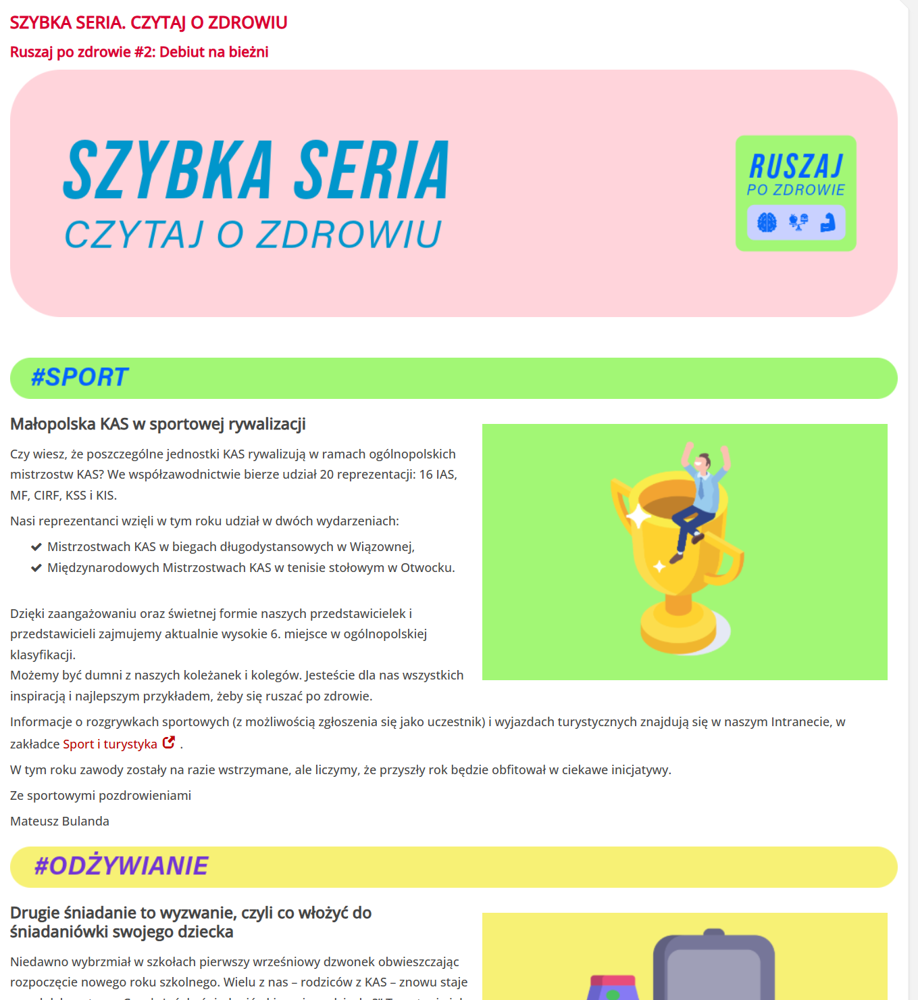 SZYBKA SERIA. CZYTAJ O ZDROWIU
Ruszaj po zdrowie #2: Debiut na bieżni
SZYBKA SERIA
CZYTAJ O ZDROWIU
RUSZAJ
PO ZDROWIE
#SPORT
Małopolska KAS w sportowej rywalizacji
Czy wiesz, że poszczególne jednostki KAS rywalizują w ramach ogólnopolskich
mistrzostw KAS? We współzawodnictwie bierze udział 20 reprezentacji: 16 IAS,
MF, CIRF, KSS i KIS.
Nasi reprezentanci wzięli w tym roku udział w dwóch wydarzeniach:
Mistrzostwach KAS w biegach długodystansowych w Wiązownej,
Międzynarodowych Mistrzostwach KAS w tenisie stołowym w Otwocku.
Dzięki zaangażowaniu oraz świetnej formie naszych przedstawicielek i
przedstawicieli zajmujemy aktualnie wysokie 6. miejsce w ogólnopolskiej
klasyfikacji.
Możemy być dumni z naszych koleżanek i kolegów. Jesteście dla nas wszystkich
inspiracją i najlepszym przykładem, żeby się ruszać po zdrowie.
Informacje o rozgrywkach sportowych (z możliwością zgłoszenia się jako uczestnik) i wyjazdach turystycznych znajdują się w naszym Intranecie, w
zakładce Sport i turystyka .
W tym roku zawody zostały na razie wstrzymane, ale liczymy, że przyszły rok będzie obfitował w ciekawe inicjatywy.
Ze sportowymi pozdrowieniami
Mateusz Bulanda
#ODŻYWIANIE
Drugie śniadanie to wyzwanie, czyli co włożyć do
śniadaniówki swojego dziecka
Niedawno wybrzmiał w szkołach pierwszy wrześniowy dzwonek obwieszczając
rozpoczęcie nowego roku szkolnego. Wielu z nas – rodziców z KAS – znowu staje